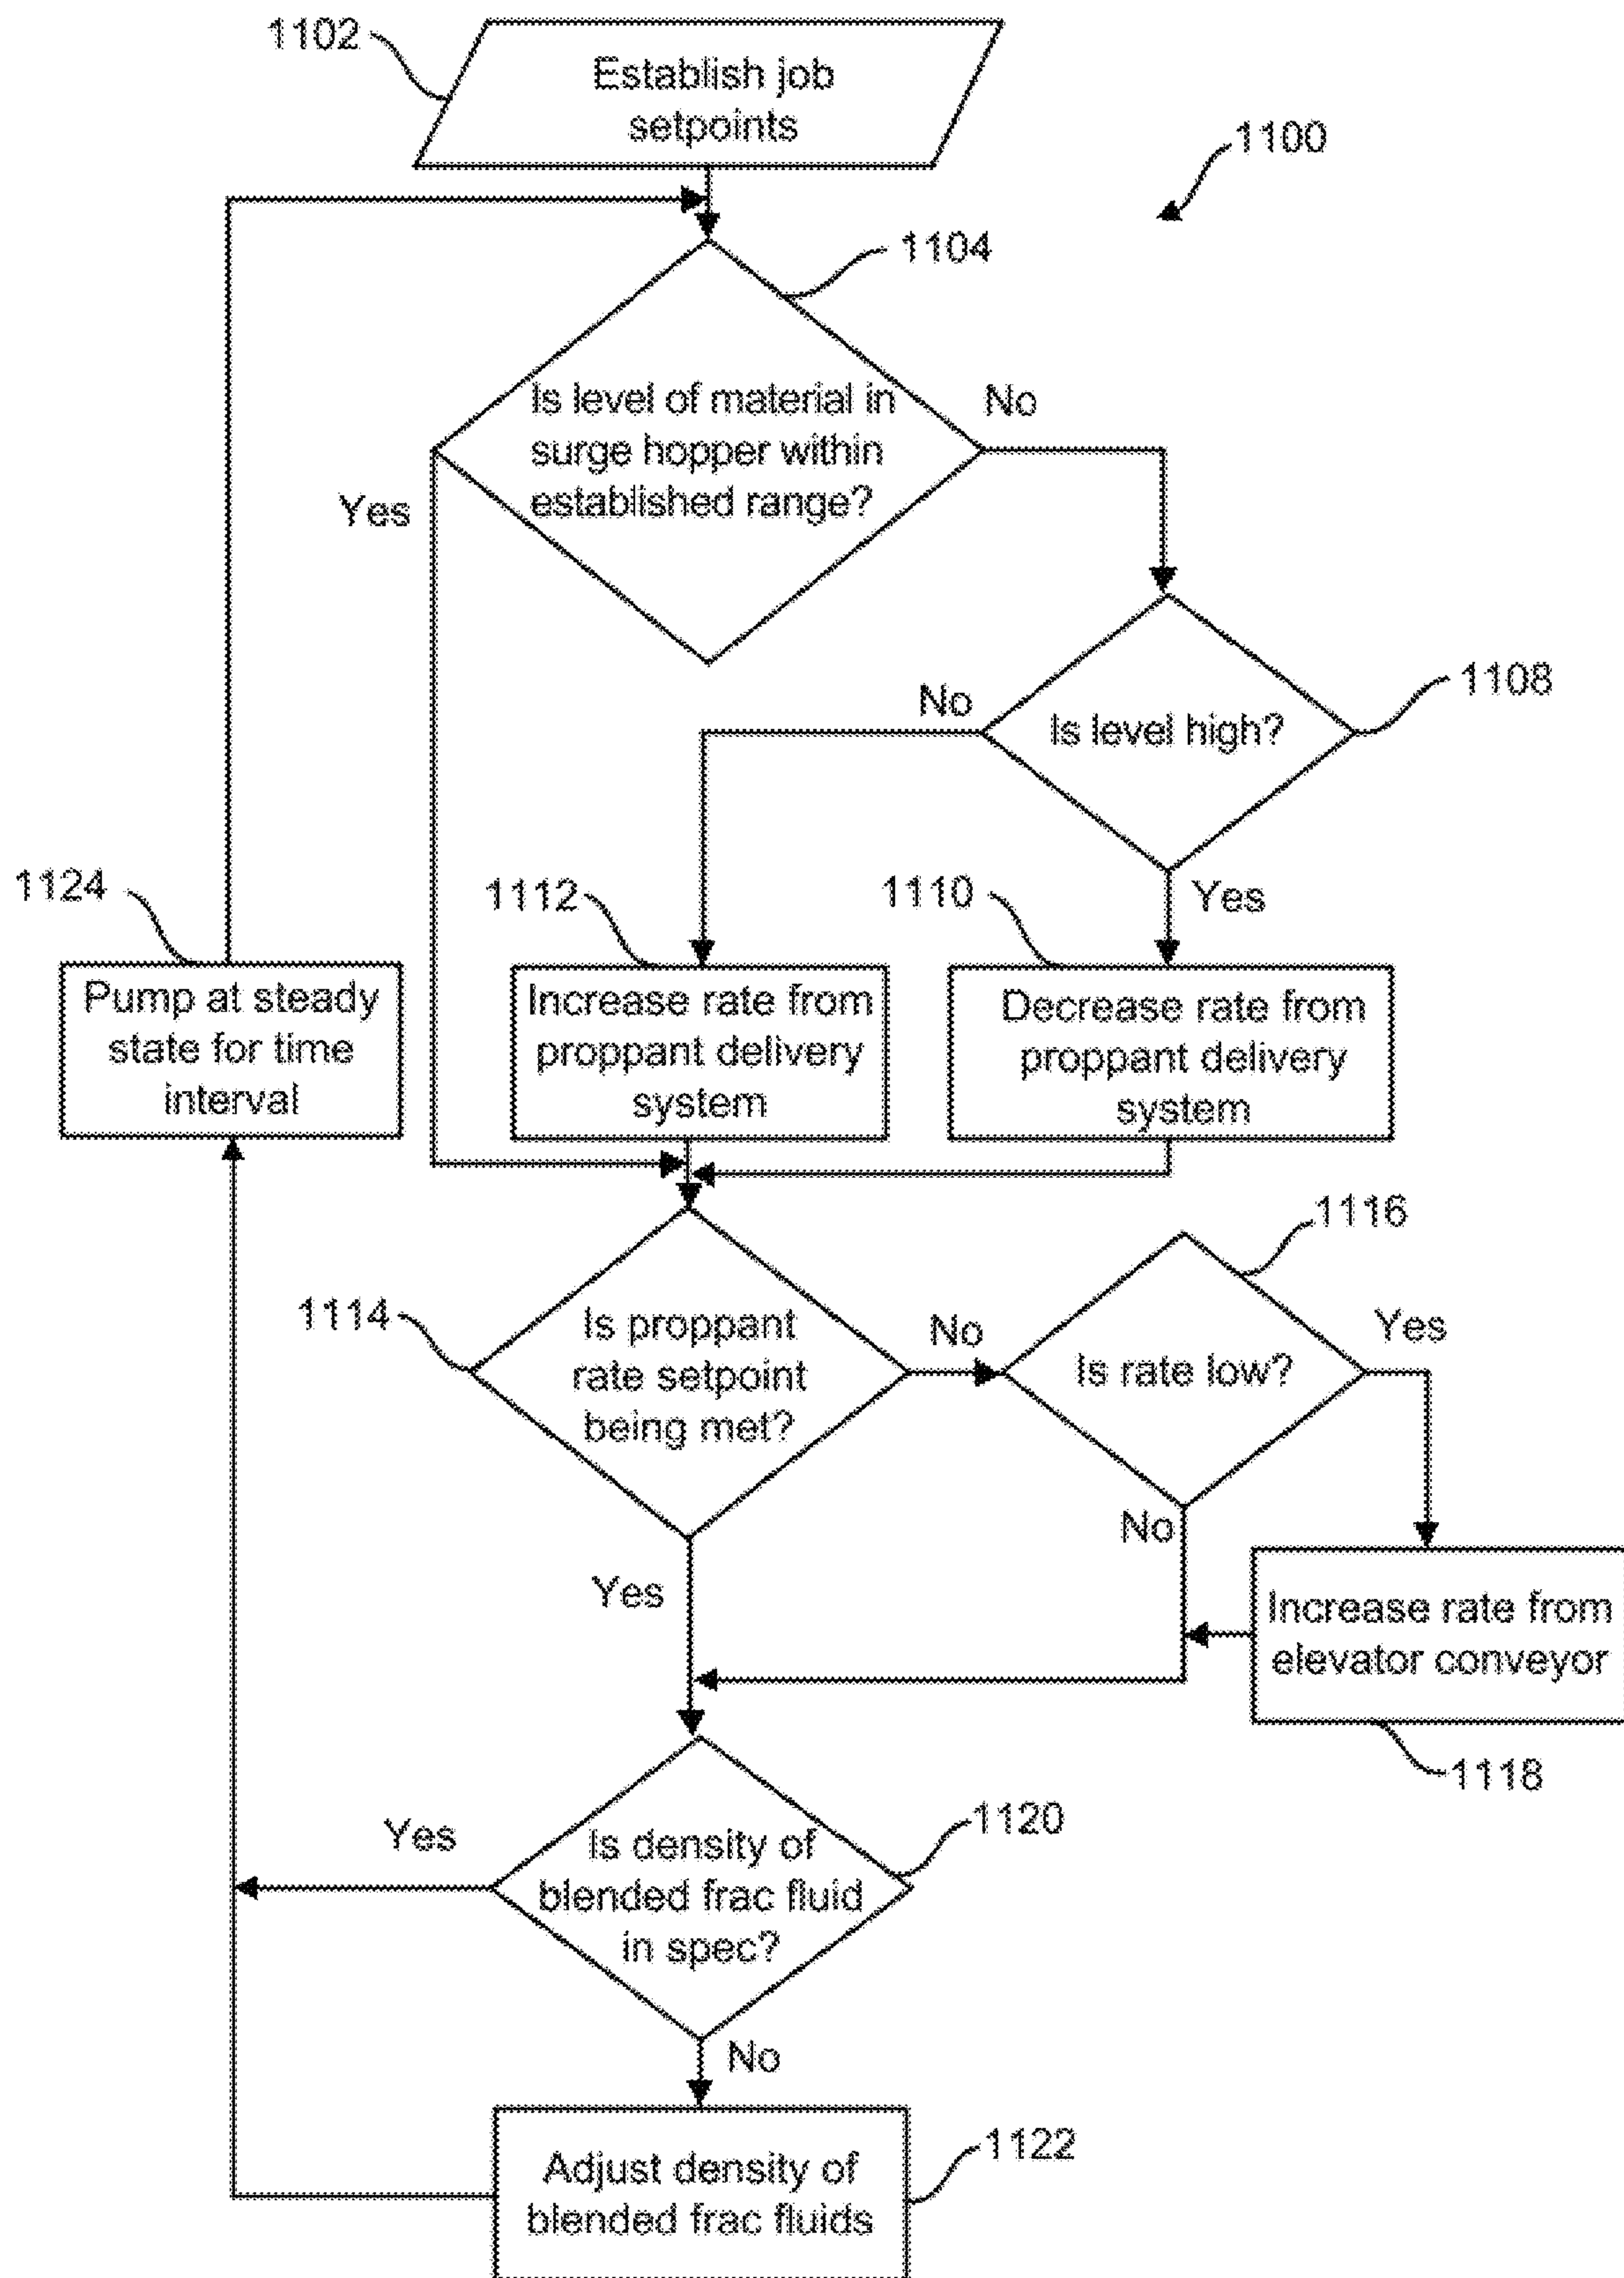 1102
Establish job
setpoints
1100
1104
Is level of material in
surge hopper within
established range?
No
Yes
1108
No
Is level high?
Yes
1124
1112
1110
Pump at steady
state for time
interval
Increase rate from
proppant delivery
system
Decrease rate from
proppant delivery
system
1116
1114
Is proppant
rate setpoint
being met?
No
Is rate low?
Yes
No
Yes
Increase rate from
elevator conveyor
1118
1120
Yes
Is density of
blended frac fluid
in spec?
No
1122
Adjust density of
blended frac fluids